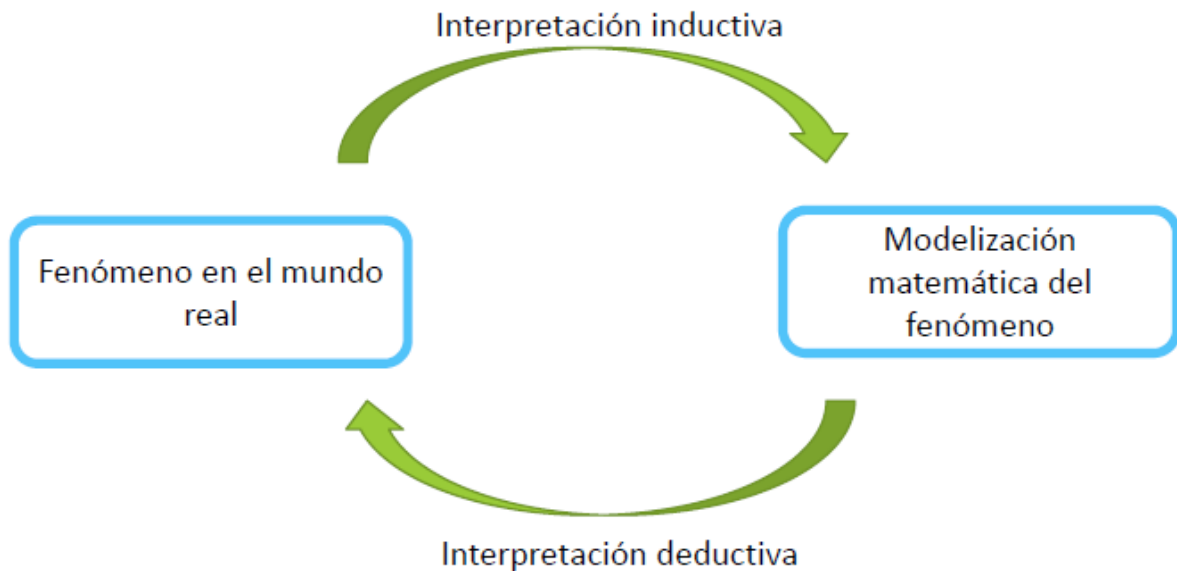 Interpretación inductiva
Fenómeno en el mundo
real
Modelización
matemática del
fenómeno
Interpretación deductiva